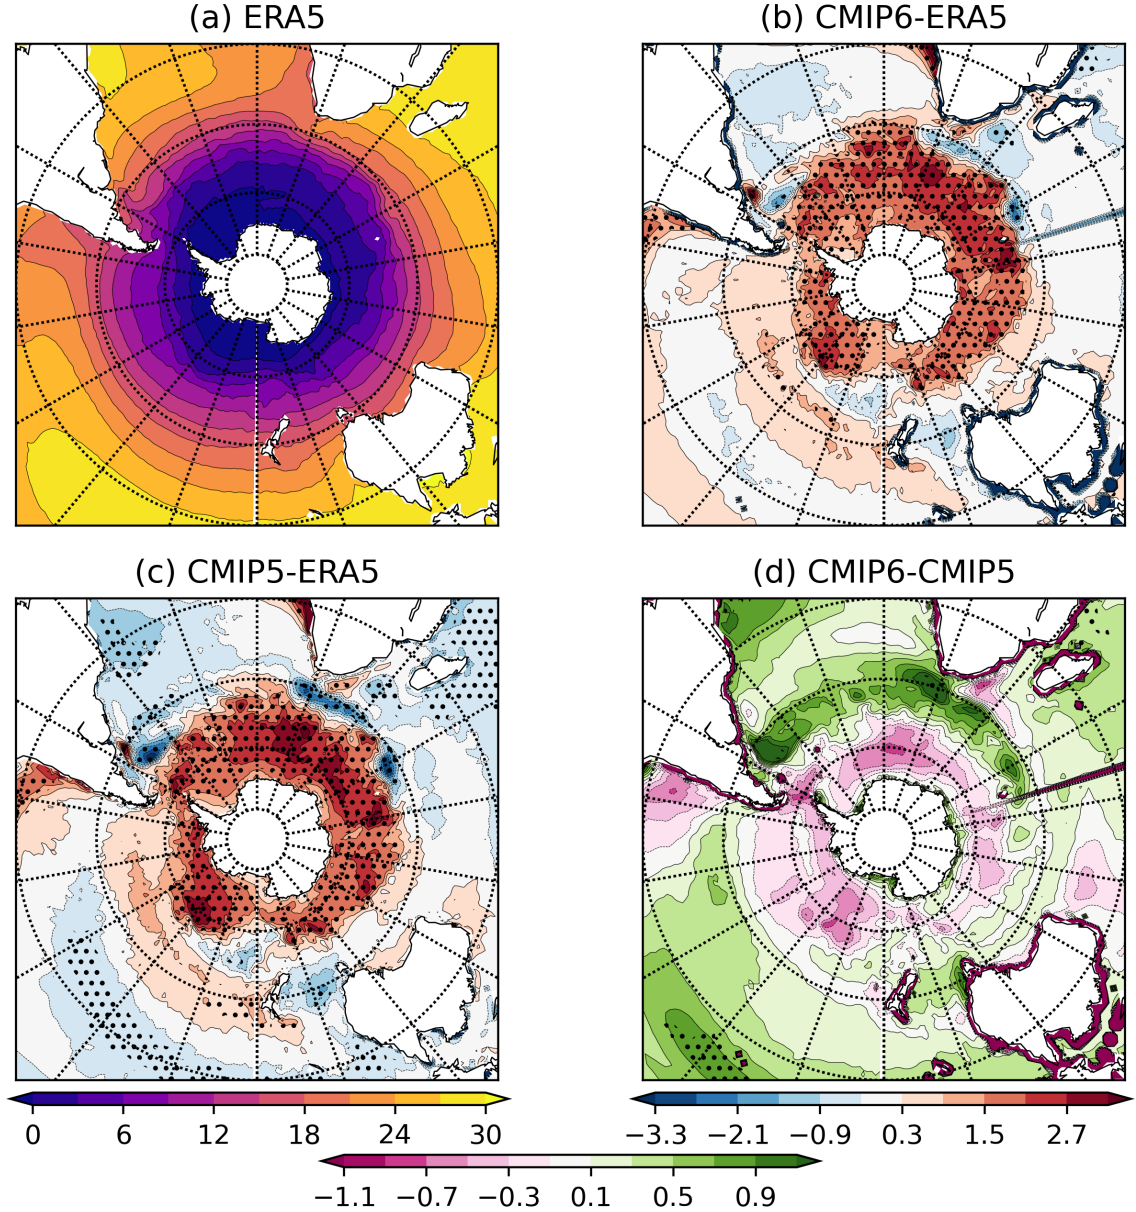 (a) ERA5
(b) CMIP6-ERA5
(c) CMIP5-ERA5
(d) CMIP6-CMIP5
0 6 12 18 24 30
−3.3 −2.1 −0.9 0.3 1.5 2.7
−1.1 −0.7 −0.3 0.1 0.5 0.9